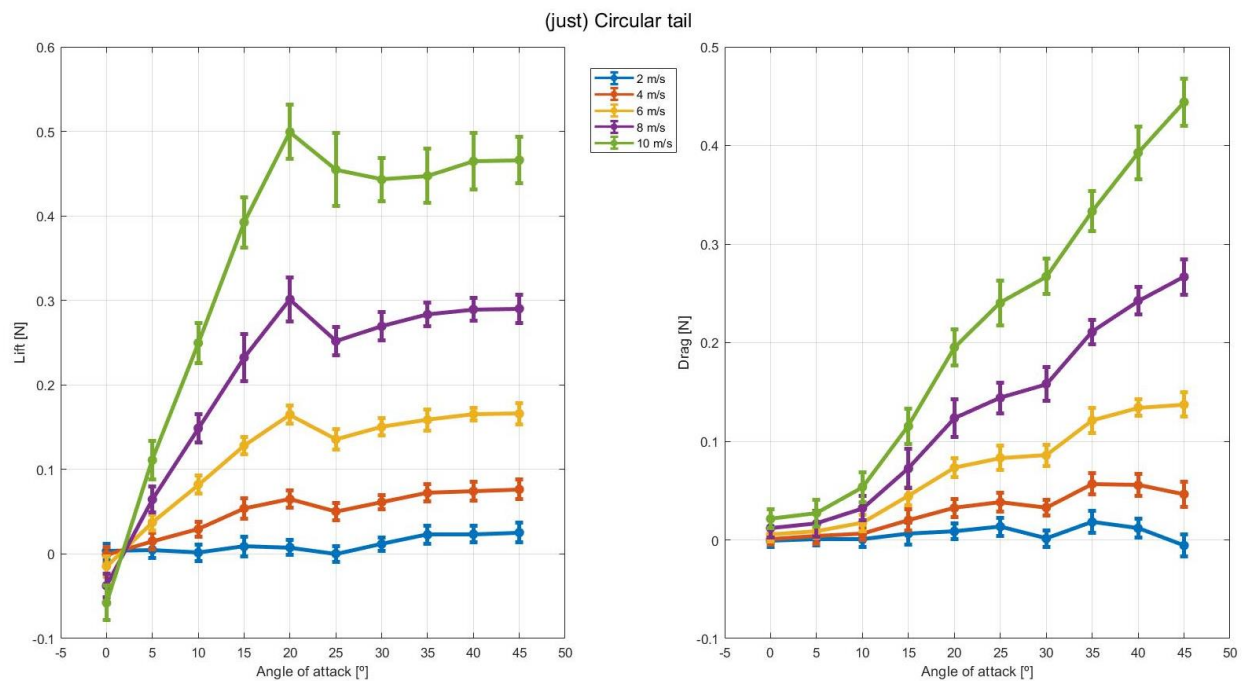 (just) Circular tail
0.6
0.5
0.4
0.3
0.2
0.1
0
-0.1
Lift [N]
-5 0 5 10 15 20 25 30 35 40 45 50
Angle of attack [º]
2 m/s
4 m/s
6 m/s
8 m/s
10 m/s
0.5
0.4
0.3
0.2
0.1
0
-0.1
Drag [N]
-5 0 5 10 15 20 25 30 35 40 45 50
Angle of attack [º]